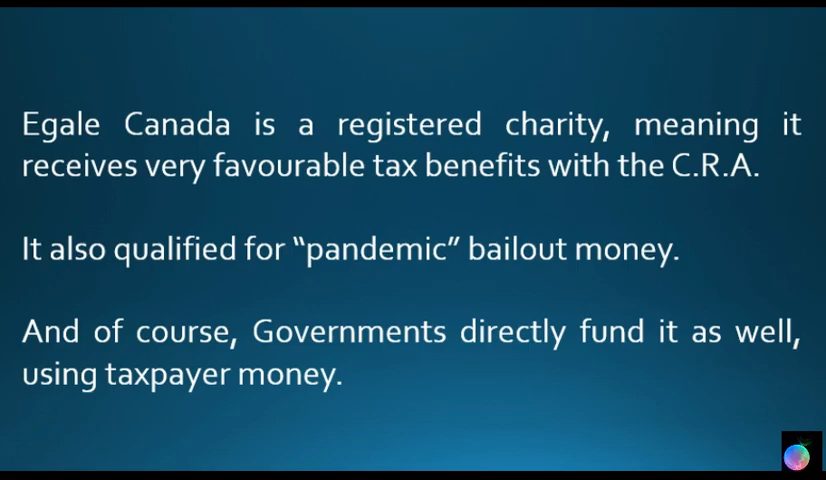 Egale Canada is a registered charity, meaning it
receives very favourable tax benefits with the C.R.A.
It also qualified for “pandemic” bailout money.
And of course, Governments directly fund it as well,
using taxpayer money.